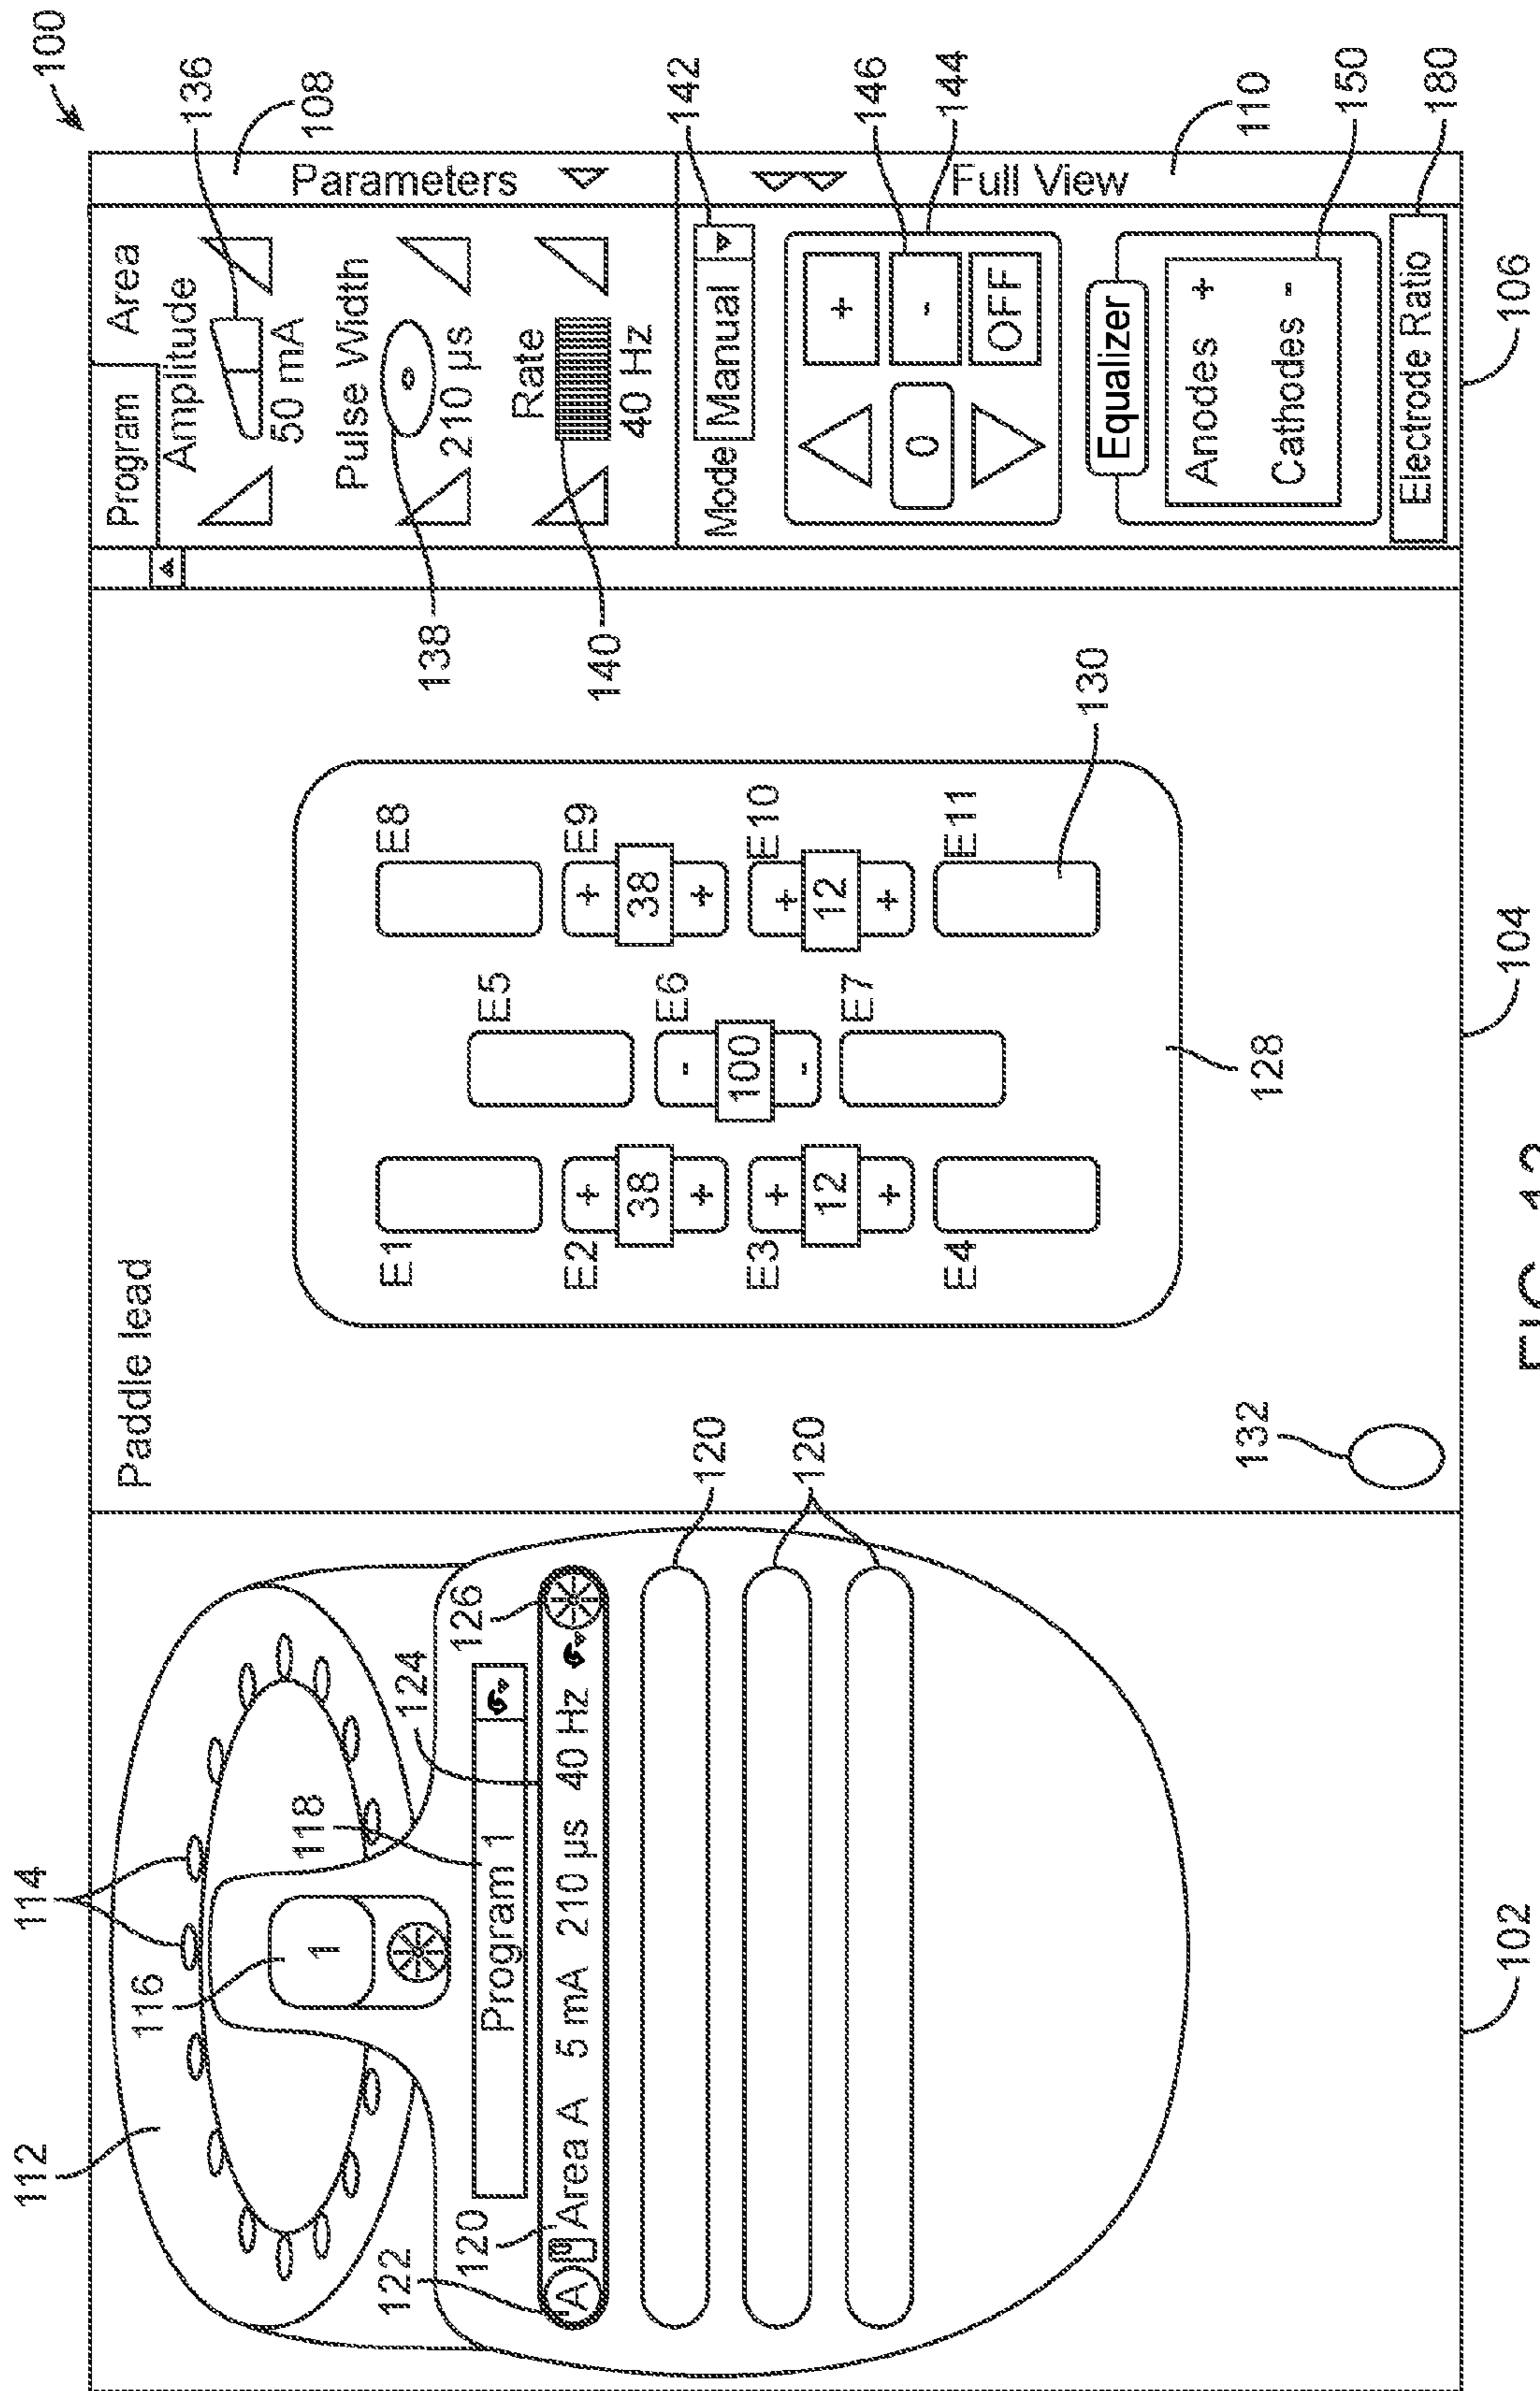 100
114
112
116
118
1
Program 1
122
120
124
126
A
Area A 5 mA 210 µs 40 Hz
120
120
102
Paddle lead
E1
E5
E8
E2
38
+
+
E6
100
-
-
E9
38
+
+
E3
12
+
+
E7
E10
12
+
+
E4
E11
130
128
132
104
Program
Area
136
Amplitude
50 mA
Pulse Width
210 µs
138
Rate
40 Hz
140
Parameters
108
Mode
Manual
142
+
0
-
OFF
146
144
Full View
110
Equalizer
Anodes +
Cathodes -
150
Electrode Ratio
180
106